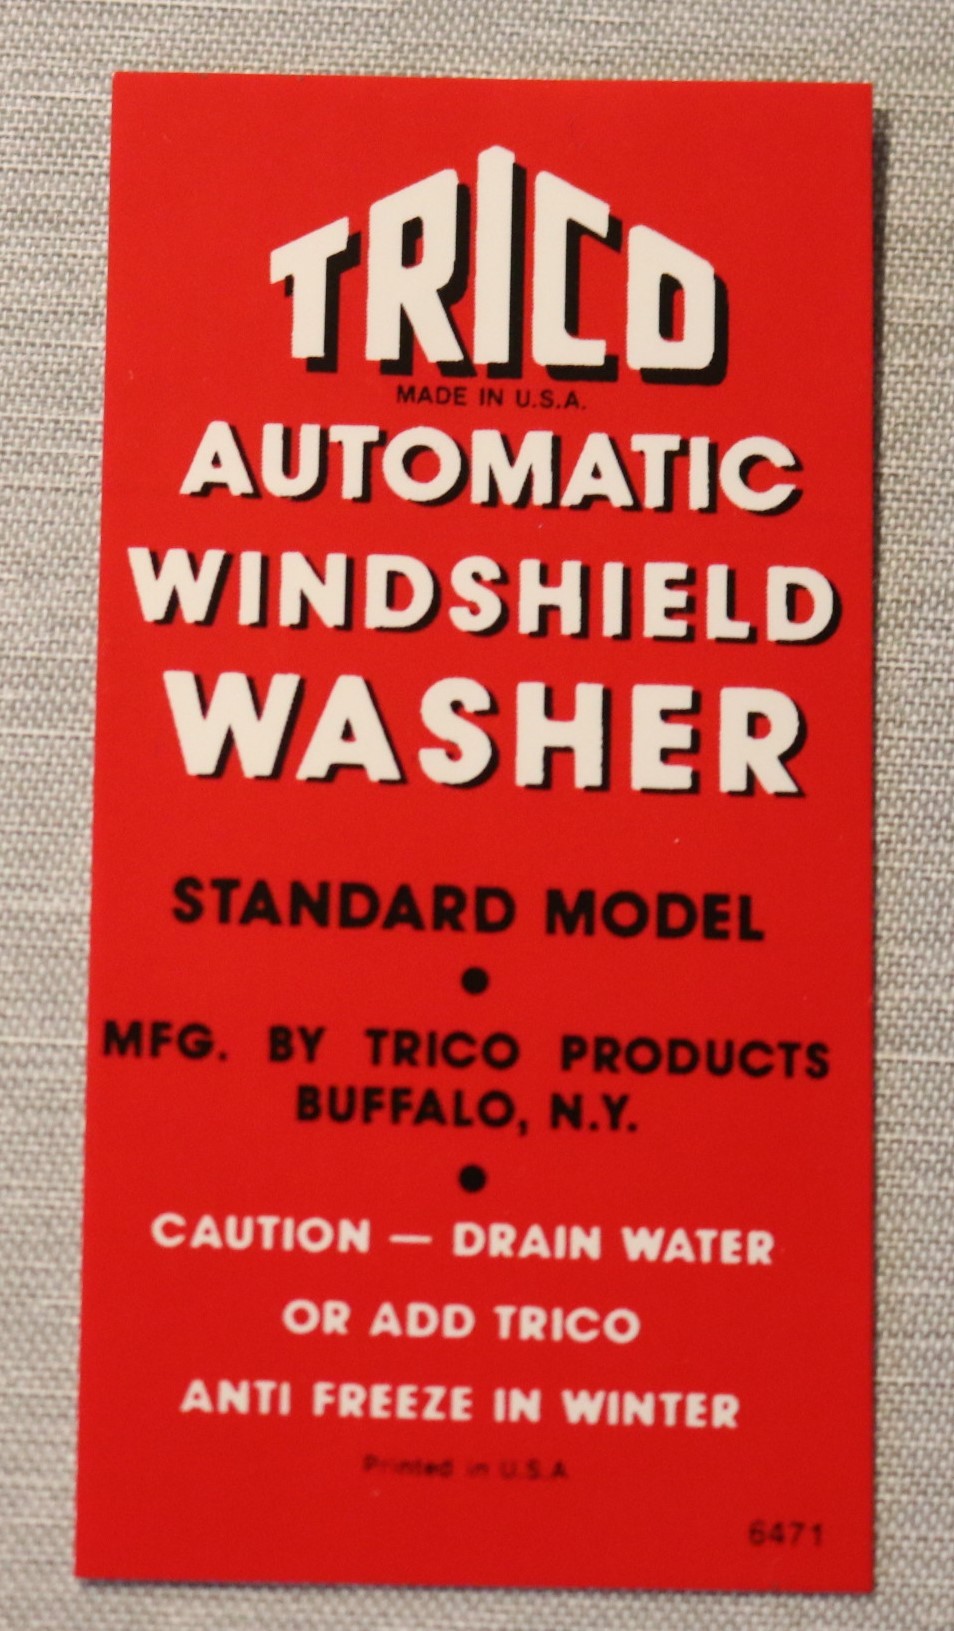 TRICO
MADE IN U.S.A.
AUTOMATIC
WINDSHIELD
WASHER
STANDARD MODEL
●
MFG. BY TRICO PRODUCTS
BUFFALO, N.Y.
●
CAUTION — DRAIN WATER
OR ADD TRICO
ANTI FREEZE IN WINTER
Printed in U.S.A
6471